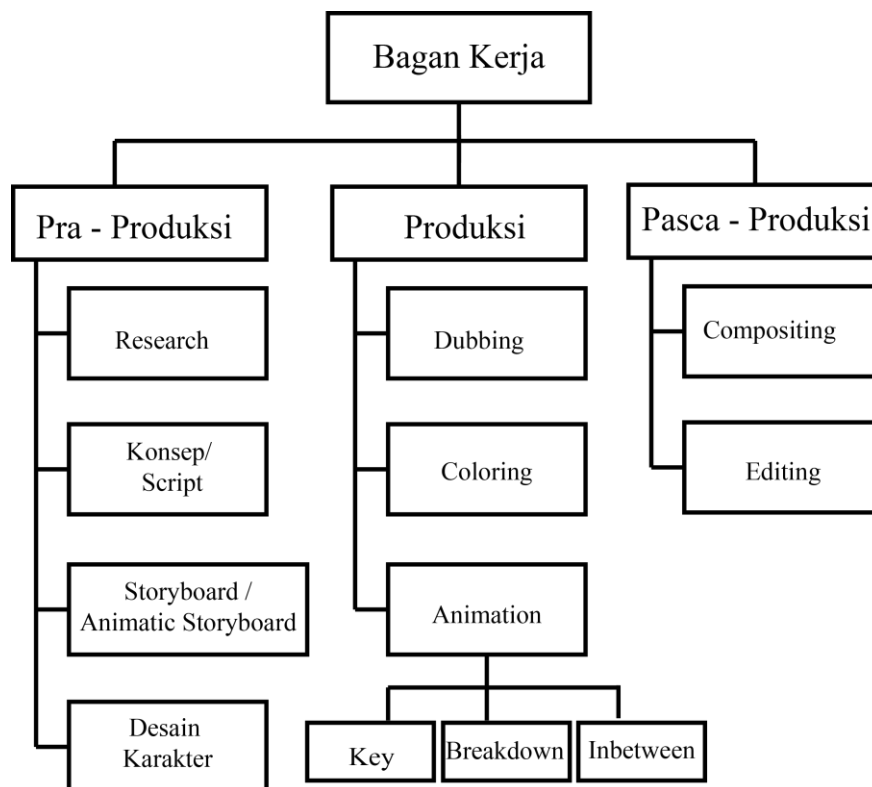 Bagan Kerja
Pra - Produksi
Research
Konsep/
Script
Storyboard /
Animatic Storyboard
Desain
Karakter
Produksi
Dubbing
Coloring
Animation
Key
Breakdown
Inbetween
Pasca - Produksi
Compositing
Editing